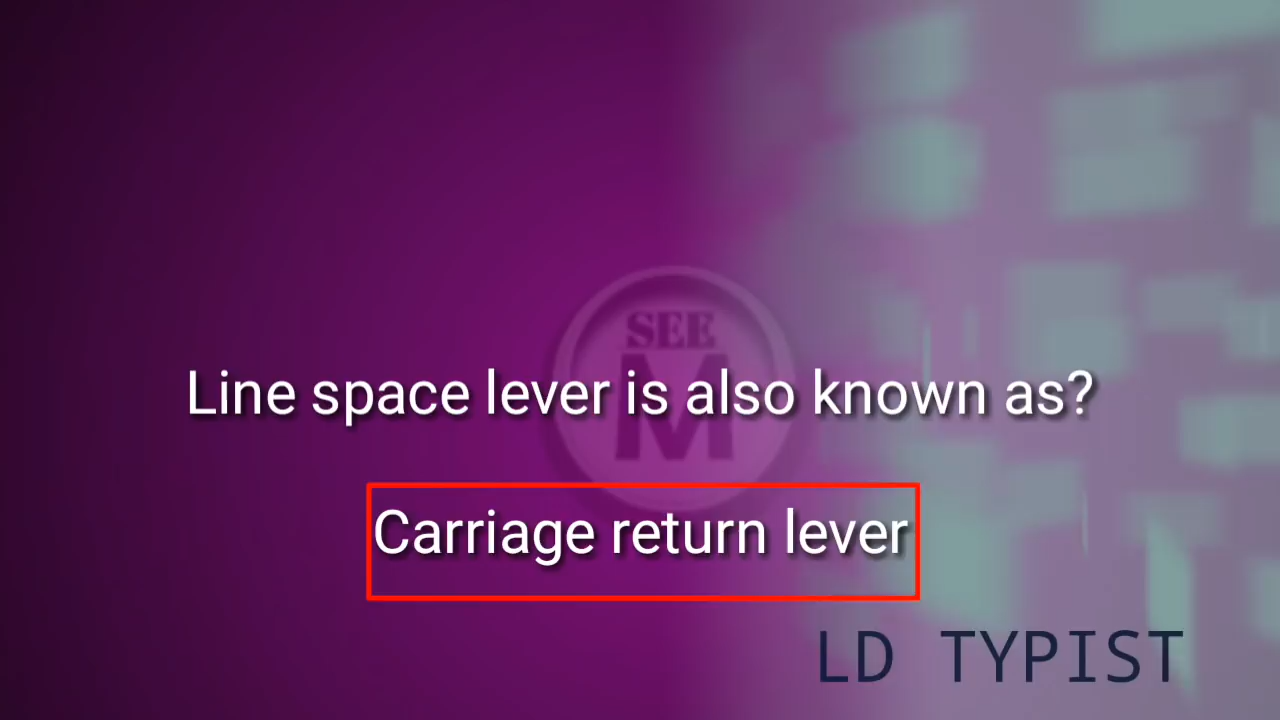 SEE
M
Line space lever is also known as?
Carriage return lever
LD TYPIST